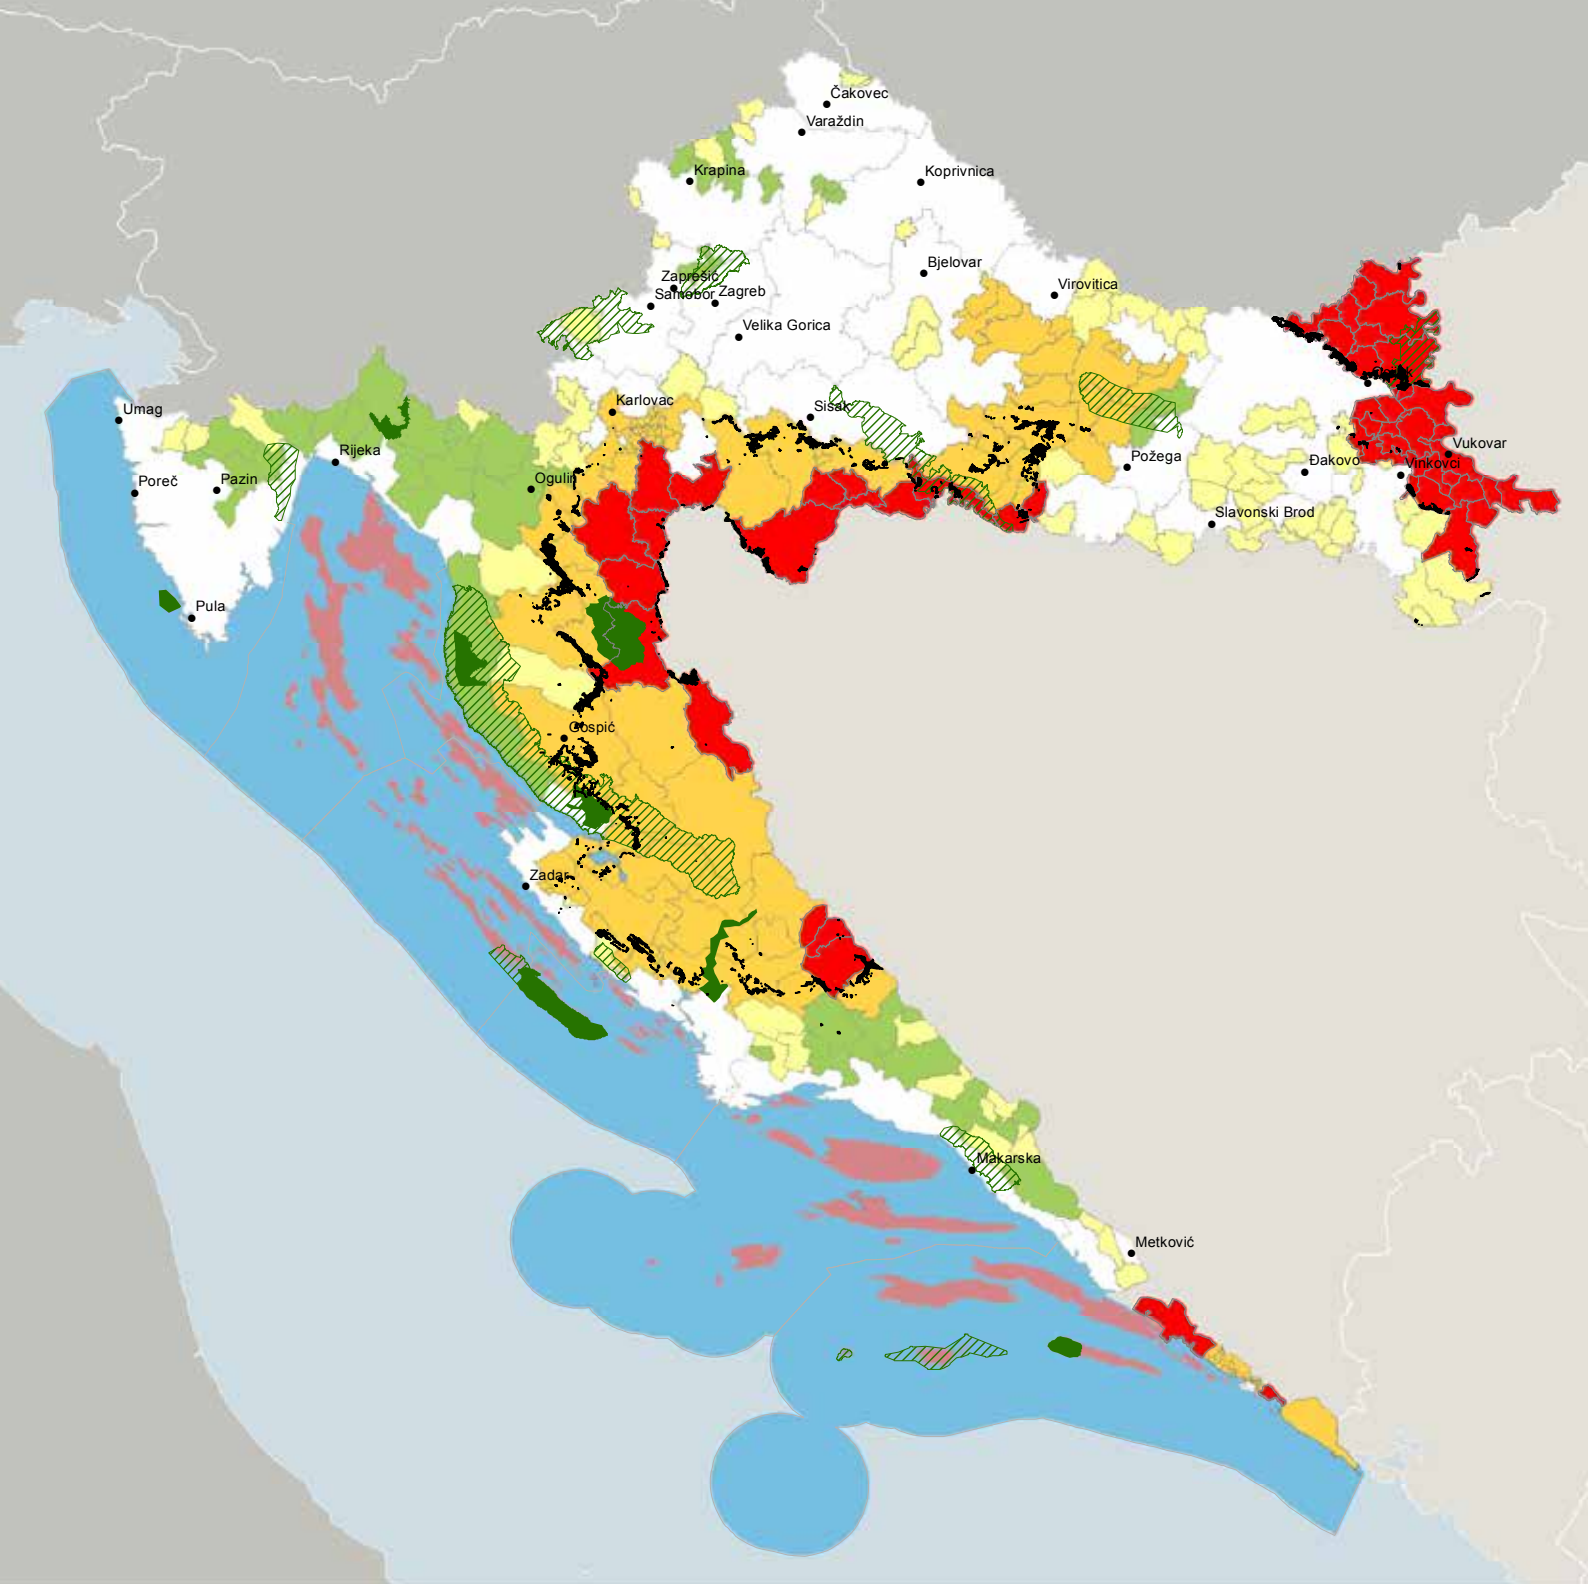 Čakovec
Varaždin
Krapina
Koprivnica
Bjelovar
Zaprešić
Virovitica
Samobor
Zagreb
Velika Gorica
Umag
Karlovac
Sisak
Rijeka
Vukovar
Požega
Đakovo
Vinkovci
Poreč
Pazin
Ogulin
Slavonski Brod
Pula
Gospić
Zadar
Makarska
Metković